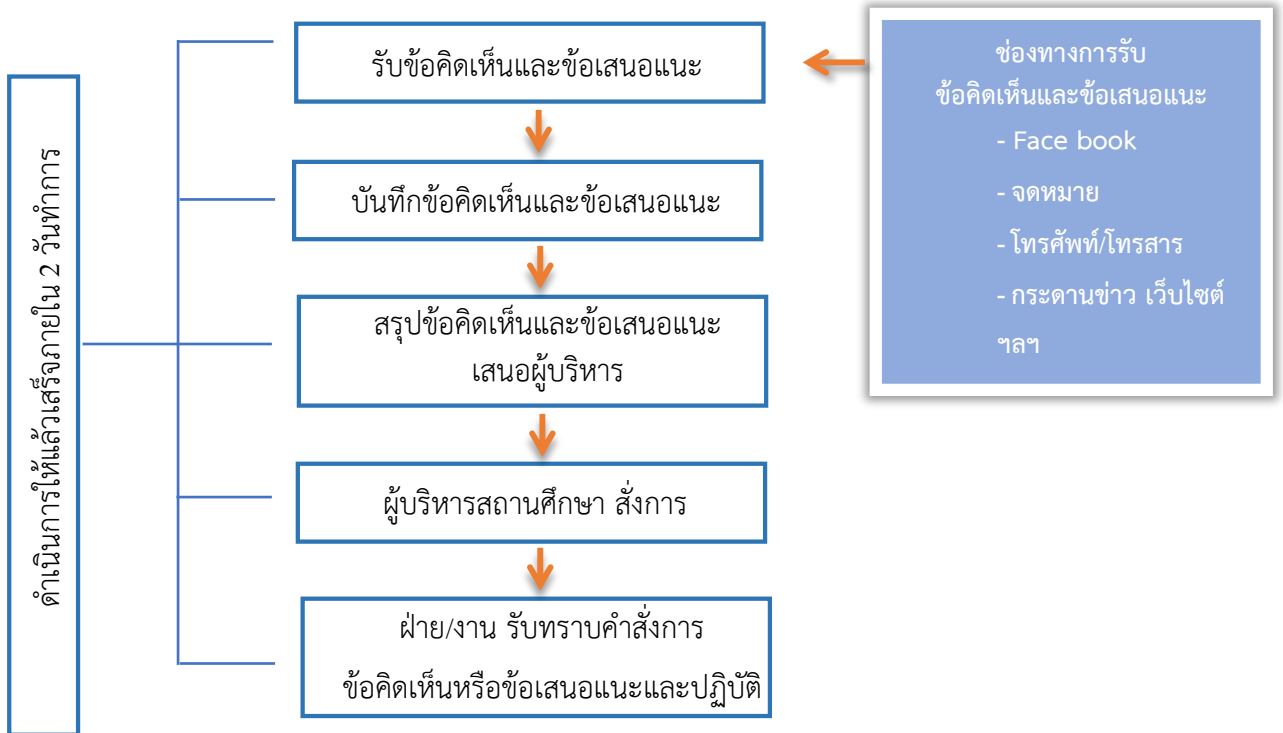 รับข้อคิดเห็นและข้อเสนอแนะ
บันทึกข้อคิดเห็นและข้อเสนอแนะ
สรุปข้อคิดเห็นและข้อเสนอแนะ
เสนอผู้บริหาร
ผู้บริหารสถานศึกษา สั่งการ
ฝ่าย/งาน รับทราบคำสั่งการ
ข้อคิดเห็นหรือข้อเสนอแนะและปฏิบัติ
ดำเนินการให้แล้วเสร็จภายใน 2 วันทำการ
ช่องทางการรับ
ข้อคิดเห็นและข้อเสนอแนะ
- Face book
- จดหมาย
- โทรศัพท์/โทรสาร
- กระดานข่าว เว็บไซต์
ฯลฯ